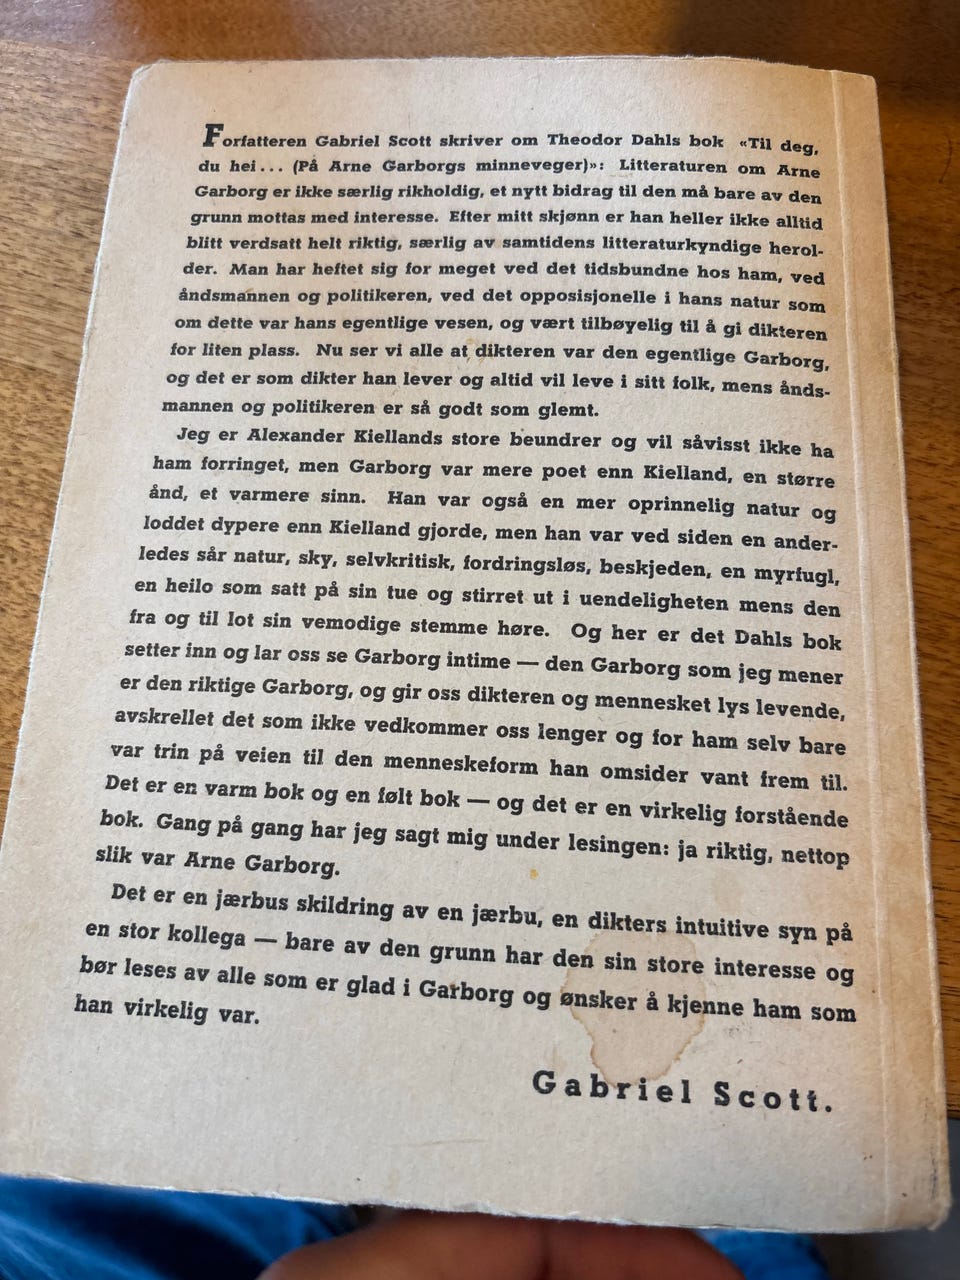 Forfatteren Gabriel Scott skriver om Theodor Dahls bok «Til deg,
du hei... (På Arne Garborgs minneveger)»: Litteraturen om Arne
Garborg er ikke særlig rikholdig, et nytt bidrag til den må bare av den
grunn mottas med interesse. Efter mitt skjønn er han heller ikke alltid
blitt verdsatt helt riktig, særlig av samtidens litteraturkyndige herol-
der. Man har heftet sig for meget ved det tidsbundne hos ham, ved
åndsmannen og politikeren, ved det opposisjonelle i hans natur som
om dette var hans egentlige vesen, og vært tilbøyelig til å gi dikteren
for liten plass. Nu ser vi alle at dikteren var den egentlige Garborg,
og det er som dikter han lever og altid vil leve i sitt folk, mens ånds-
mannen og politikeren er så godt som glemt.
Jeg er Alexander Kiellands store beundrer og vil såvisst ikke ha
ham forringet, men Garborg var mere poet enn Kielland, en større
ånd, et varmere sinn. Han var også en mer oprinnelig natur og
loddet dypere enn Kielland gjorde, men han var ved siden en ander-
ledes sår natur, sky, selvkritisk, fordringsløs, beskjeden, en myrfugl,
en heilo som satt på sin tue og stirret ut i uendeligheten mens den
fra og til lot sin vemodige stemme høre. Og her er det Dahls bok
setter inn og lar oss se Garborg intime — den Garborg som jeg mener
er den riktige Garborg, og gir oss dikteren og mennesket lys levende,
avskrellet det som ikke vedkommer oss lenger og for ham selv bare
var trin på veien til den menneskeform han omsider vant frem til.
Det er en varm bok og en følt bok — og det er en virkelig forstående
bok. Gang på gang har jeg sagt mig under lesingen: ja riktig, nettop
slik var Arne Garborg.
Det er en jærbus skildring av en jærbu, en dikters intuitive syn på
en stor kollega — bare av den grunn har den sin store interesse og
bør leses av alle som er glad i Garborg og ønsker å kjenne ham som
han virkelig var.
Gabriel Scott.